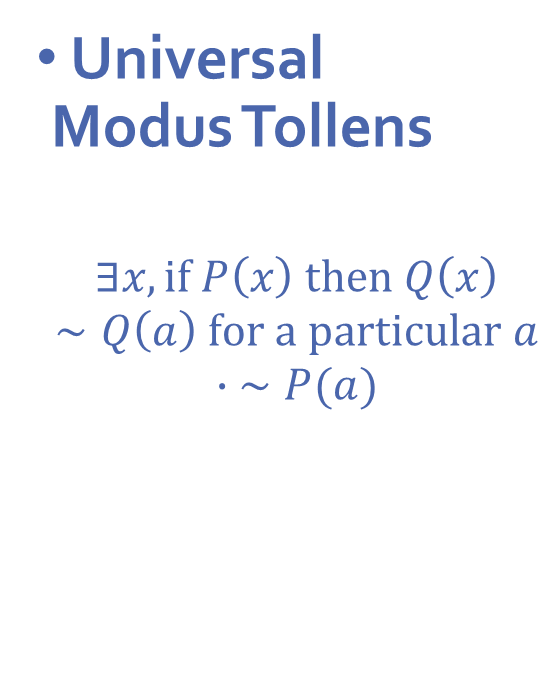 • Universal
Modus Tollens
∃x, if P(x) then Q(x)
~ Q(a) for a particular a
· ~ P(a)